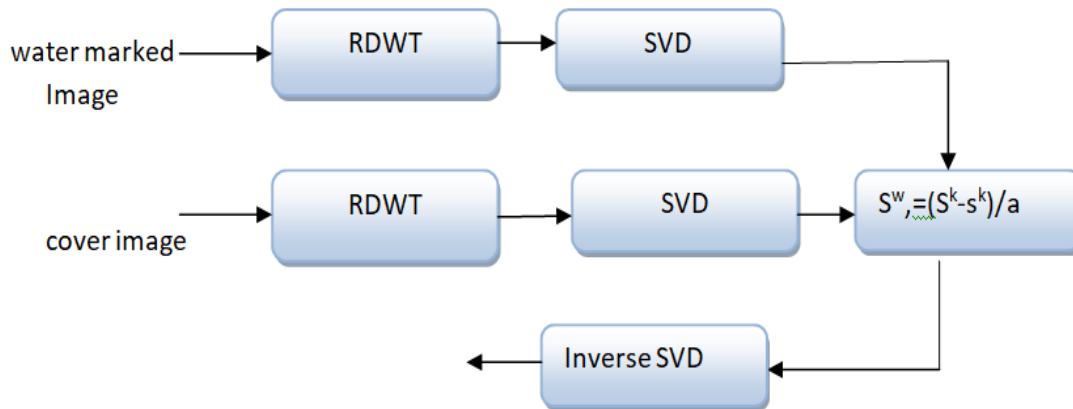 water marked
Image
RDWT
SVD
cover image
RDWT
SVD
Sʷ,=(Sᵏ-sᵏ)/a
Inverse SVD